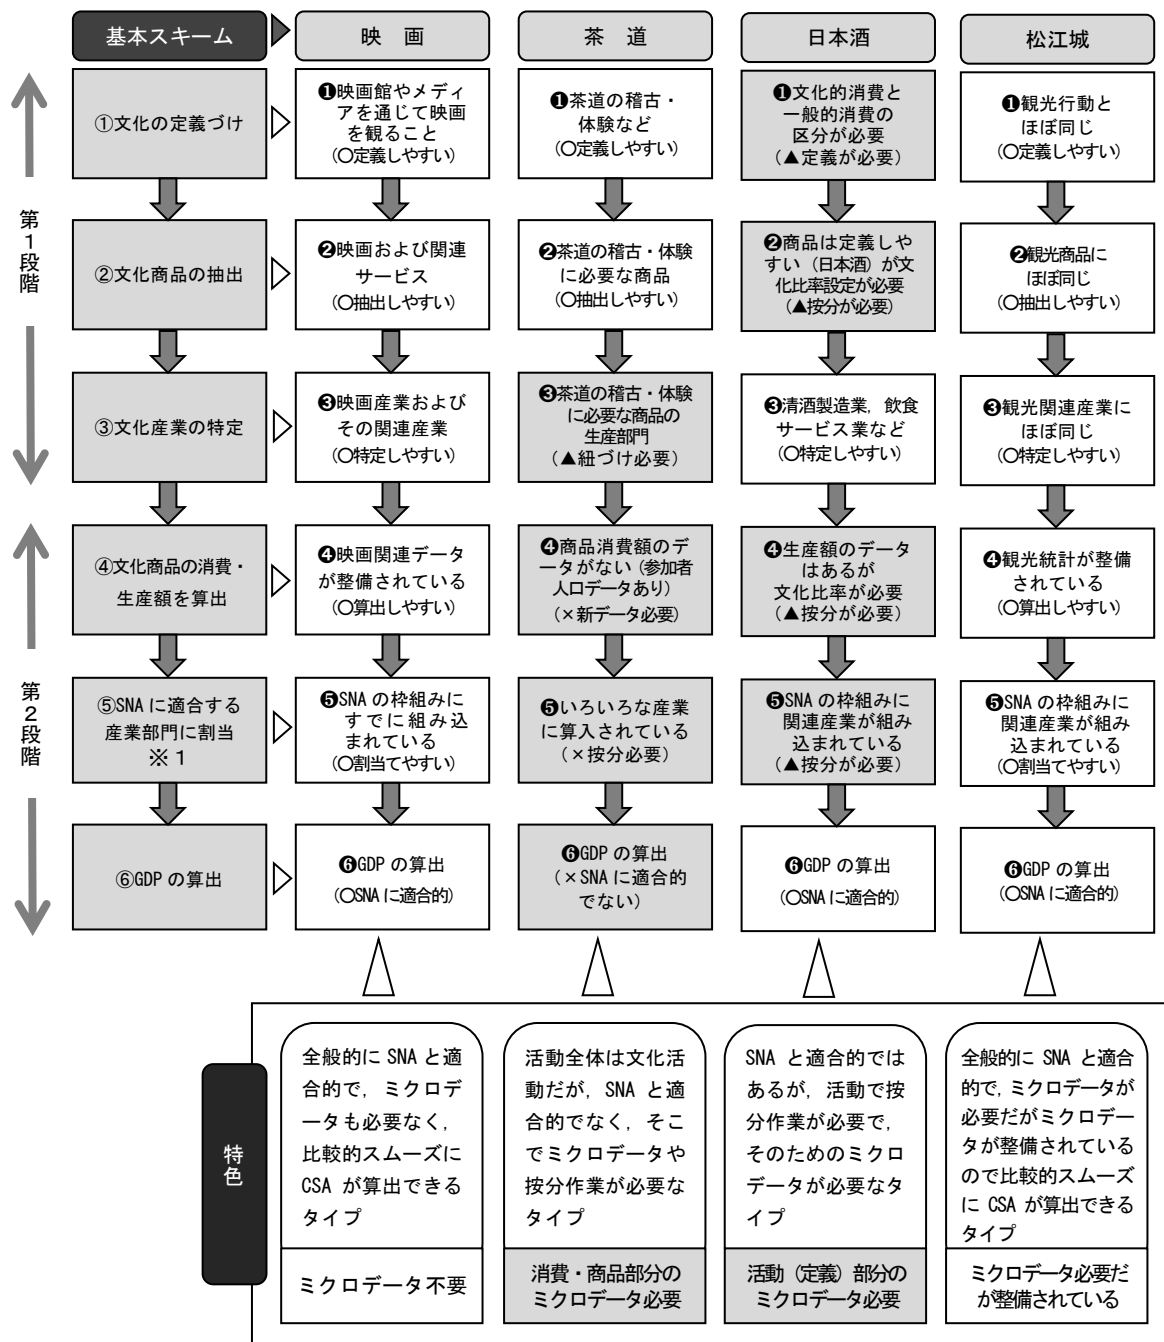 基本スキーム
映 画
茶 道
日本酒
松江城
第1段階
①文化の定義づけ
❶映画館やメディ
アを通じて映画
を観ること
(○定義しやすい)
❶茶道の稽古・
体験など
(○定義しやすい)
❶文化的消費と
一般的消費の
区分が必要
(▲定義が必要)
❶観光行動と
ほぼ同じ
(○定義しやすい)
②文化商品の抽出
❷映画および関連
サービス
(○抽出しやすい)
❷茶道の稽古・体験
に必要な商品
(○抽出しやすい)
❷商品は定義しや
すい(日本酒)が文
化比率設定が必要
(▲按分が必要)
❷観光商品に
ほぼ同じ
(○抽出しやすい)
③文化産業の特定
❸映画産業および
その関連産業
(○特定しやすい)
❸茶道の稽古・体験
に必要な商品の
生産部門
(▲紐づけ必要)
❸清酒製造業，飲食
サービス業など
(○特定しやすい)
❸観光関連産業に
ほぼ同じ
(○特定しやすい)
第2段階
④文化商品の消費・
生産額を算出
❹映画関連データ
が整備されている
(○算出しやすい)
❹商品消費額のデ
ータがない(参加者
人口データあり)
(×新データ必要)
❹生産額のデータ
はあるが
文化比率が必要
(▲按分が必要)
❹観光統計が整備
されている
(○算出しやすい)
⑤SNAに適合する
産業部門に割当
※1
❺SNAの枠組みに
すでに組み込
まれている
(○割当てやすい)
❺いろいろな産業
に算入されている
(×按分必要)
❺SNAの枠組みに
関連産業が組み
込まれている
(▲按分が必要)
❺SNAの枠組みに
関連産業が組み
込まれている
(○割当てやすい)
⑥GDPの算出
❻GDPの算出
(○SNAに適合的)
❻GDPの算出
(×SNAに適合的
でない)
❻GDPの算出
(○SNAに適合的)
❻GDPの算出
(○SNAに適合的)
特色
全般的にSNAと適
合的で，ミクロデ
ータも必要なく，
比較的スムーズに
CSAが算出できる
タイプ
ミクロデータ不要
活動全体は文化活
動だが，SNAと適
合的でなく，そこ
でミクロデータや
按分作業が必要な
タイプ
消費・商品部分の
ミクロデータ必要
SNAと適合的では
あるが，活動で按
分作業が必要で，
そのためのミクロ
データが必要なタ
イプ
活動(定義)部分の
ミクロデータ必要
全般的にSNAと適合
的で，ミクロデータが
必要だがミクロデー
タが整備されている
ので比較的スムーズ
にCSAが算出できる
タイプ
ミクロデータ必要だ
が整備されている